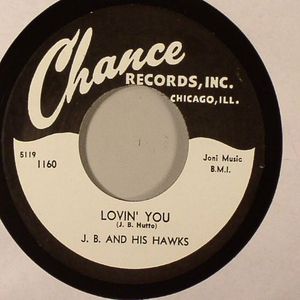 Chance
RECORDS, INC.
CHICAGO, ILL.
5119
1160
Joni Music
B.M.I.
LOVIN' YOU
(J. B. Hutto)
J. B. AND HIS HAWKS